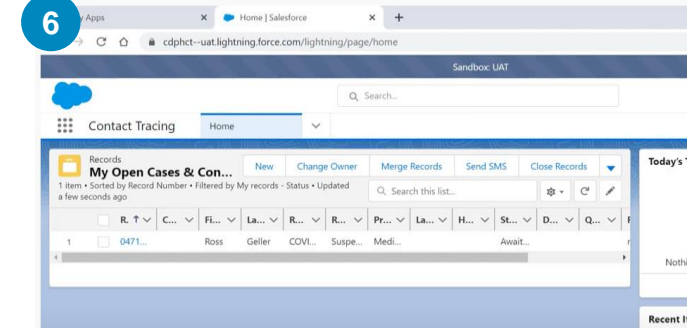 6
Apps
Home | Salesforce
cdphct--uat.lightning.force.com/lightning/page/home
Sandbox: UAT
Search...
Contact Tracing
Home
Records
My Open Cases & Con...
New
Change Owner
Merge Records
Send SMS
Close Records
1 item • Sorted by Record Number • Filtered by My records - Status • Updated
a few seconds ago
Search this list...
R. ↑ C... Fi... La... R... R... Pr... La... H... St... D... Q...
1 0471... Ross Geller COVI... Suspe... Medi... Await...
Today's
Nothi
Recent It